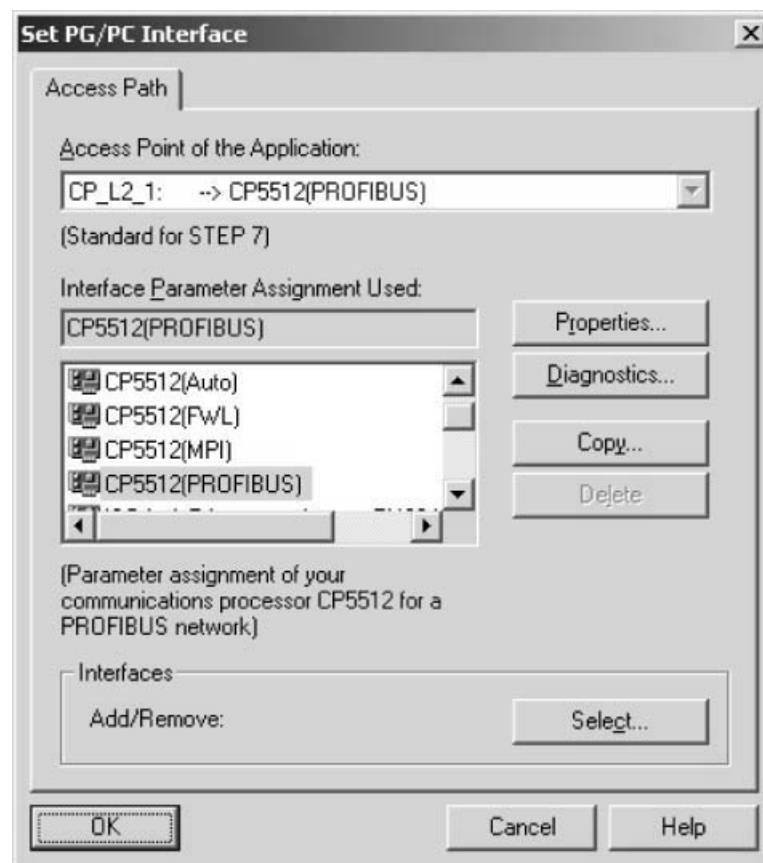 Set PG/PC Interface
Access Path
Access Point of the Application:
CP_L2_1: --> CP5512(PROFIBUS)
(Standard for STEP 7)
Interface Parameter Assignment Used:
CP5512(PROFIBUS)
Properties...
CP5512(Auto)
Diagnostics...
CP5512(FWL)
CP5512(MPI)
Copy...
CP5512(PROFIBUS)
Delete
(Parameter assignment of your
communications processor CP5512 for a
PROFIBUS network)
Interfaces
Add/Remove:
Select...
OK
Cancel
Help